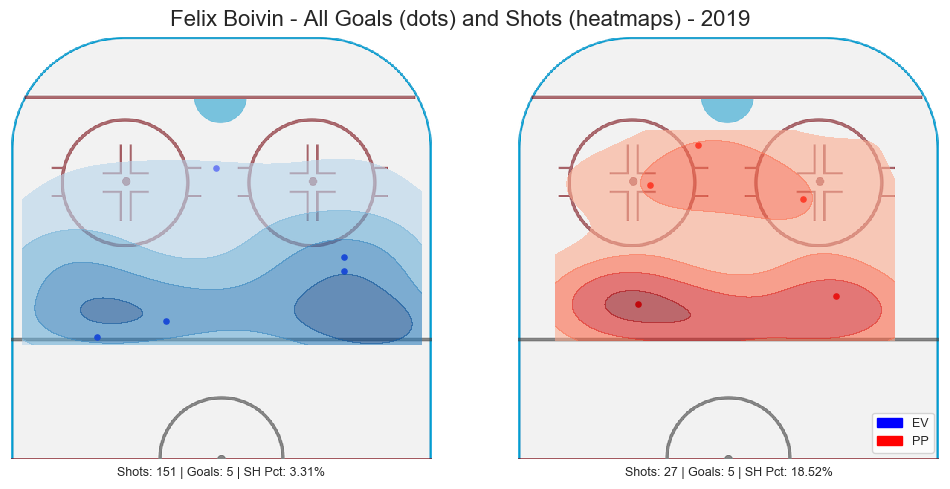 Felix Boivin - All Goals (dots) and Shots (heatmaps) - 2019
EV
PP
Shots: 151 | Goals: 5 | SH Pct: 3.31%
Shots: 27 | Goals: 5 | SH Pct: 18.52%